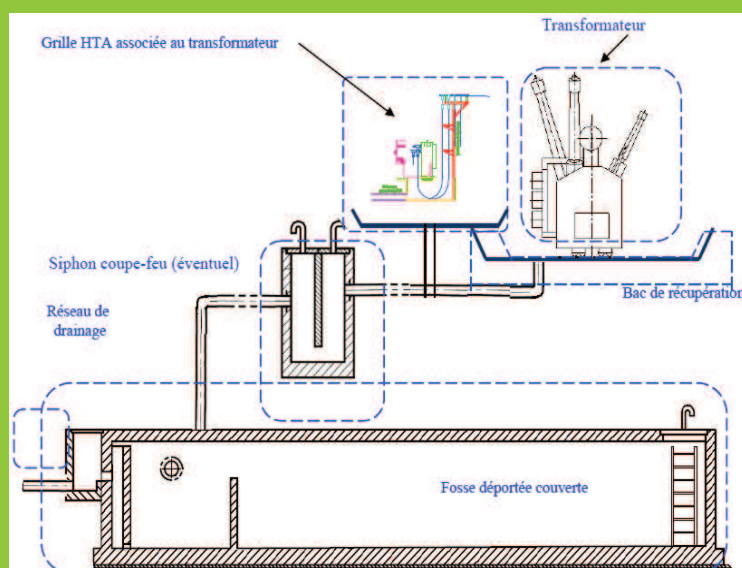 Transformateur
Grille HTA associée au transformateur
Siphon coupe-feu (éventuel)
Bac de récupération
Réseau de
drainage
Fosse déportée couverte